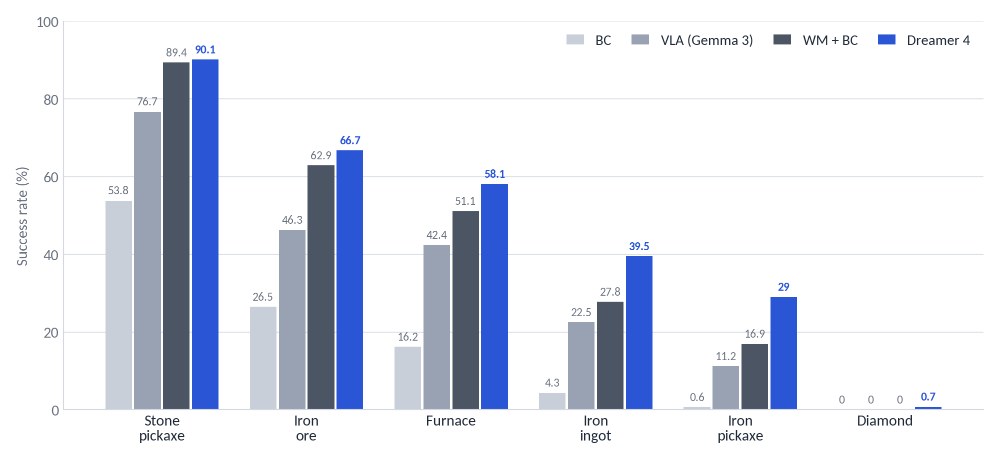 100
BC
VLA (Gemma 3)
WM + BC
Dreamer 4
89.4
90.1
80
76.7
66.7
62.9
Success rate (%)
60
58.1
53.8
51.1
46.3
42.4
40
39.5
29
27.8
26.5
22.5
20
16.2
16.9
11.2
4.3
0.6
0
0
0
0.7
0
Stone
pickaxe
Iron
ore
Furnace
Iron
ingot
Iron
pickaxe
Diamond